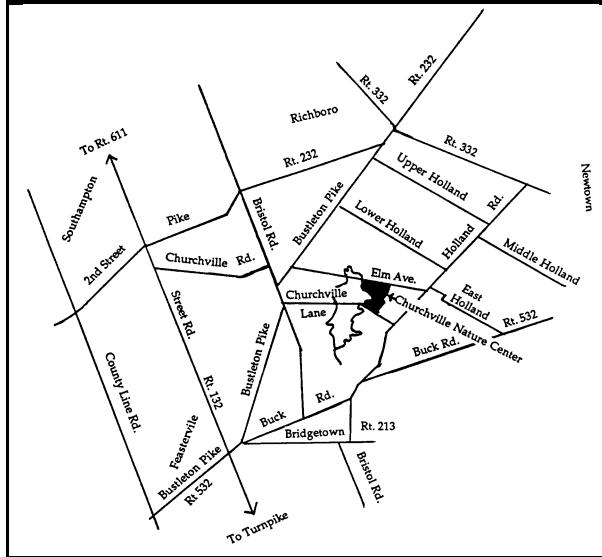 Rt. 232
Rt. 332
Richboro
To Rt. 611
Rt. 232
Rt. 332
Upper Holland
Newtown
Southampton
Pike
Bristol Rd.
Bustleton Pike
Lower Holland
Holland Rd.
Middle Holland
2nd Street
Churchville Rd.
Elm Ave.
East
Holland
Churchville
Lane
Churchville Nature Center
Rt. 532
Street Rd.
Buck Rd.
County Line Rd.
Rt. 132
Bustleton Pike
Feasterville
Buck Rd.
Bridgetown
Rt. 213
Bustleton Pike
Rt 532
Bristol Rd.
To Turnpike